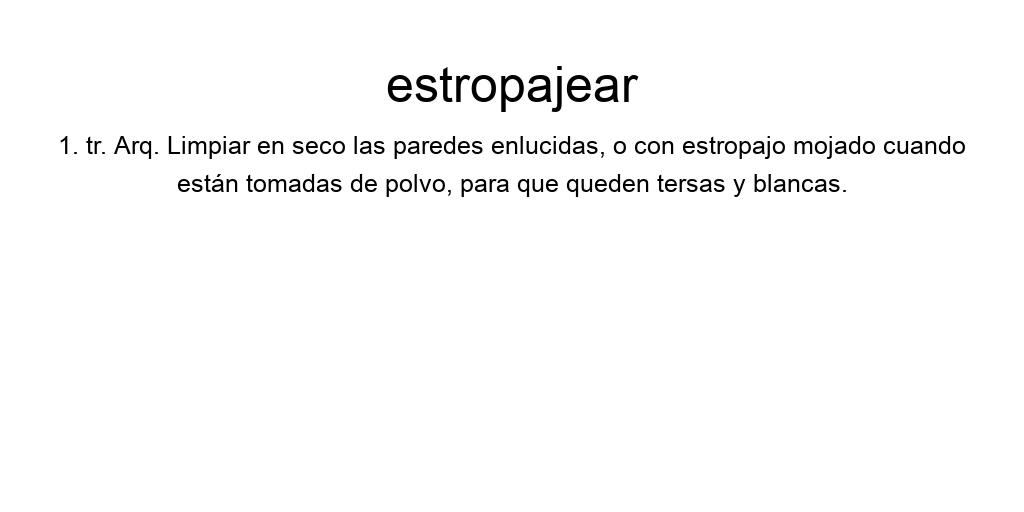 estropajear
1. tr. Arq. Limpiar en seco las paredes enlucidas, o con estropajo mojado cuando
están tomadas de polvo, para que queden tersas y blancas.